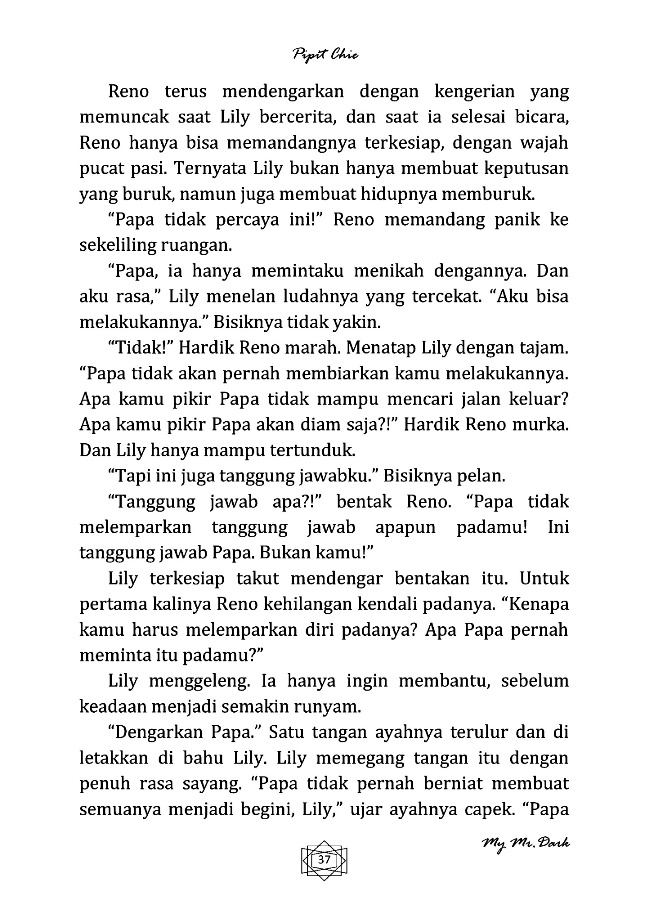 Pipit Chie
Reno terus mendengarkan dengan kengerian yang
memuncak saat Lily bercerita, dan saat ia selesai bicara,
Reno hanya bisa memandangnya terkesiap, dengan wajah
pucat pasi. Ternyata Lily bukan hanya membuat keputusan
yang buruk, namun juga membuat hidupnya memburuk.
“Papa tidak percaya ini!” Reno memandang panik ke
sekeliling ruangan.
“Papa, ia hanya memintaku menikah dengannya. Dan
aku rasa,” Lily menelan ludahnya yang tercekat. “Aku bisa
melakukannya.” Bisiknya tidak yakin.
“Tidak!” Hardik Reno marah. Menatap Lily dengan tajam.
“Papa tidak akan pernah membiarkan kamu melakukannya.
Apa kamu pikir Papa tidak mampu mencari jalan keluar?
Apa kamu pikir Papa akan diam saja?!” Hardik Reno murka.
Dan Lily hanya mampu tertunduk.
“Tapi ini juga tanggung jawabku.” Bisiknya pelan.
“Tanggung jawab apa?!” bentak Reno. “Papa tidak
melemparkan tanggung jawab apapun padamu! Ini
tanggung jawab Papa. Bukan kamu!”
Lily terkesiap takut mendengar bentakan itu. Untuk
pertama kalinya Reno kehilangan kendali padanya. “Kenapa
kamu harus melemparkan diri padanya? Apa Papa pernah
meminta itu padamu?”
Lily menggeleng. Ia hanya ingin membantu, sebelum
keadaan menjadi semakin runyam.
“Dengarkan Papa.” Satu tangan ayahnya terulur dan di
letakkan di bahu Lily. Lily memegang tangan itu dengan
penuh rasa sayang. “Papa tidak pernah berniat membuat
semuanya menjadi begini, Lily,” ujar ayahnya capek. “Papa
My Mr. Dark
37